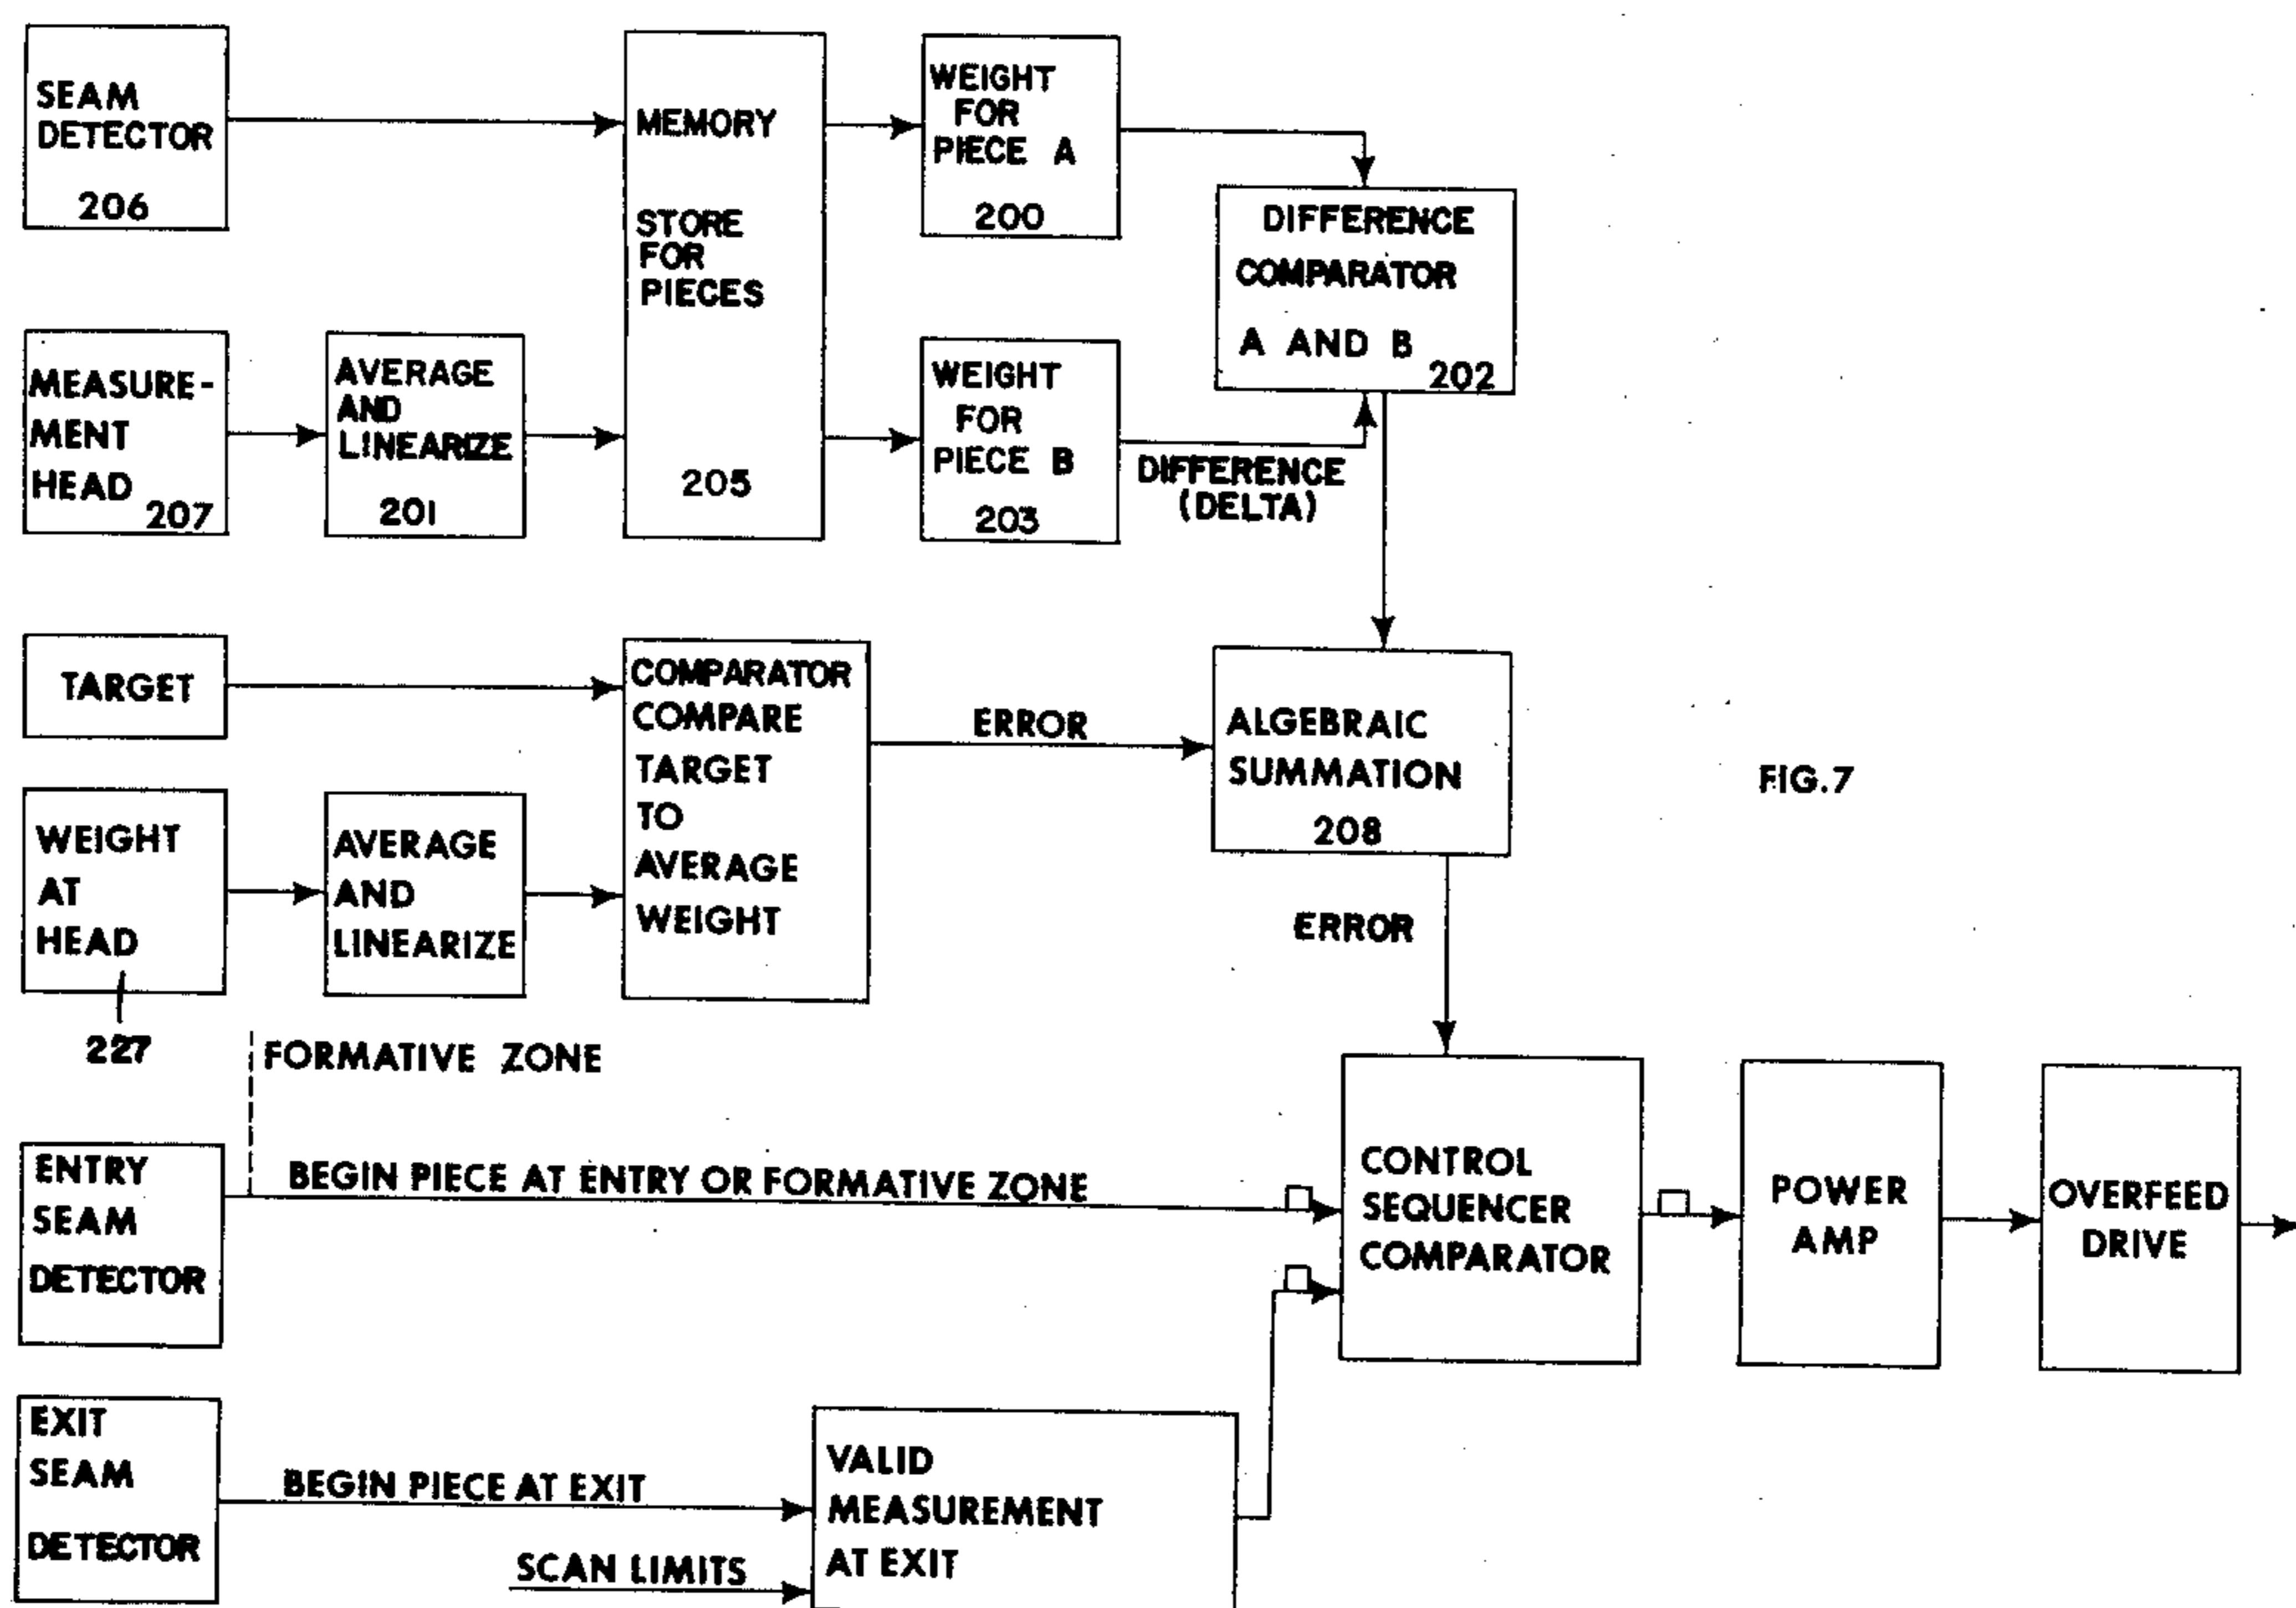 SEAM
DETECTOR
206
MEMORY
STORE
FOR
PIECES
205
WEIGHT
FOR
PIECE A
200
DIFFERENCE
COMPARATOR
A AND B
202
MEASURE-
MENT
HEAD
207
AVERAGE
AND
LINEARIZE
201
WEIGHT
FOR
PIECE B
203
DIFFERENCE
(DELTA)
TARGET
COMPARATOR
COMPARE
TARGET
TO
AVERAGE
WEIGHT
ERROR
ALGEBRAIC
SUMMATION
208
FIG.7
WEIGHT
AT
HEAD
227
AVERAGE
AND
LINEARIZE
ERROR
FORMATIVE ZONE
ENTRY
SEAM
DETECTOR
BEGIN PIECE AT ENTRY OR FORMATIVE ZONE
CONTROL
SEQUENCER
COMPARATOR
POWER
AMP
OVERFEED
DRIVE
EXIT
SEAM
DETECTOR
BEGIN PIECE AT EXIT
SCAN LIMITS
VALID
MEASUREMENT
AT EXIT